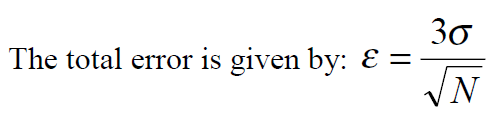 The total error is given by: ε = 3σ / √N